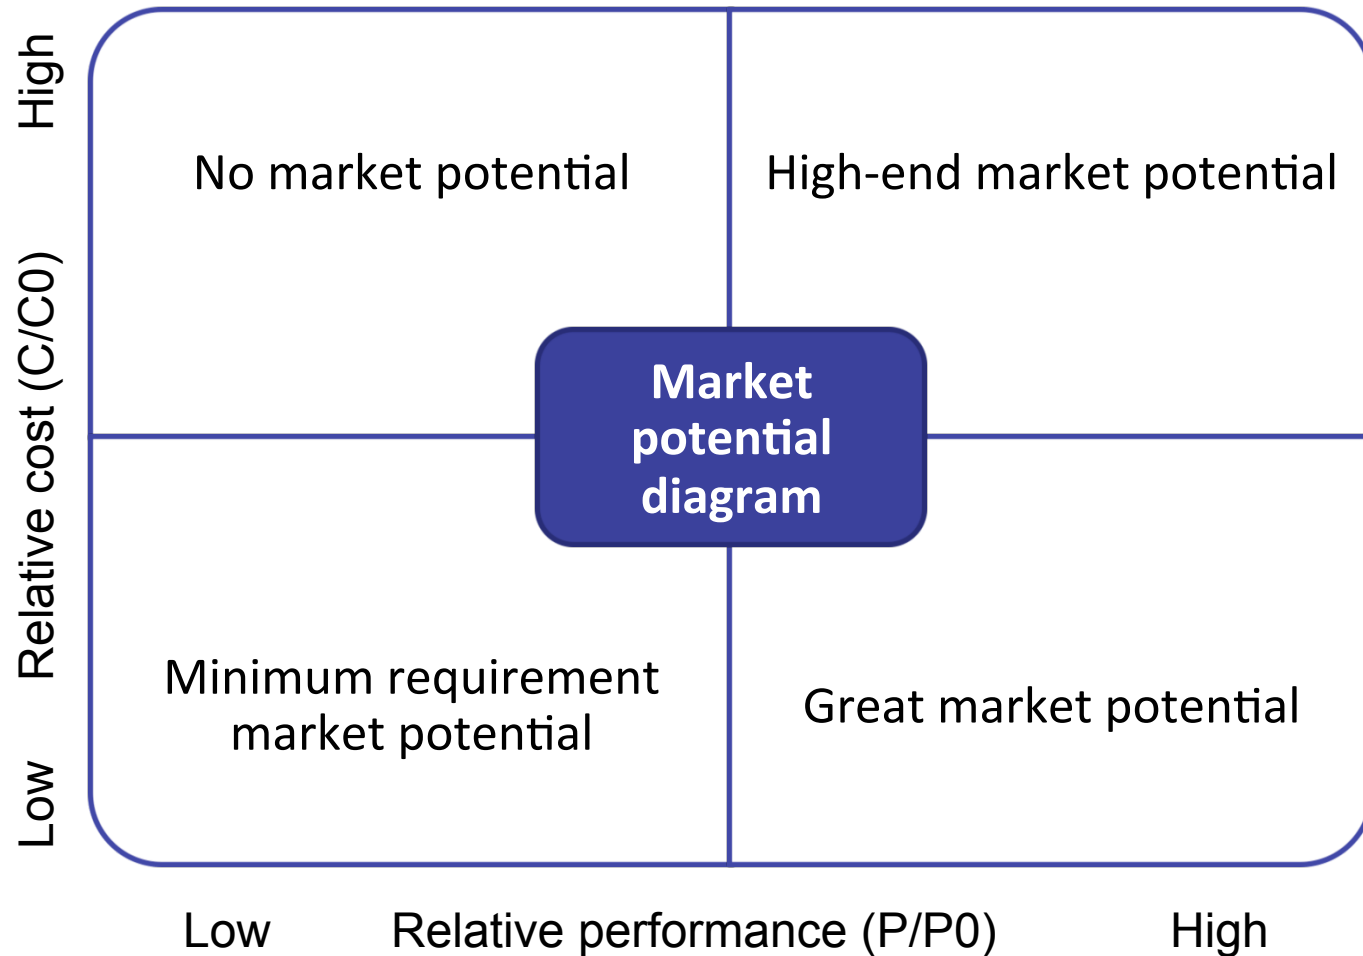 High
No market potential
High-end market potential
Relative cost (C/C0)
Market
potential
diagram
Minimum requirement
market potential
Great market potential
Low
Low
Relative performance (P/P0)
High